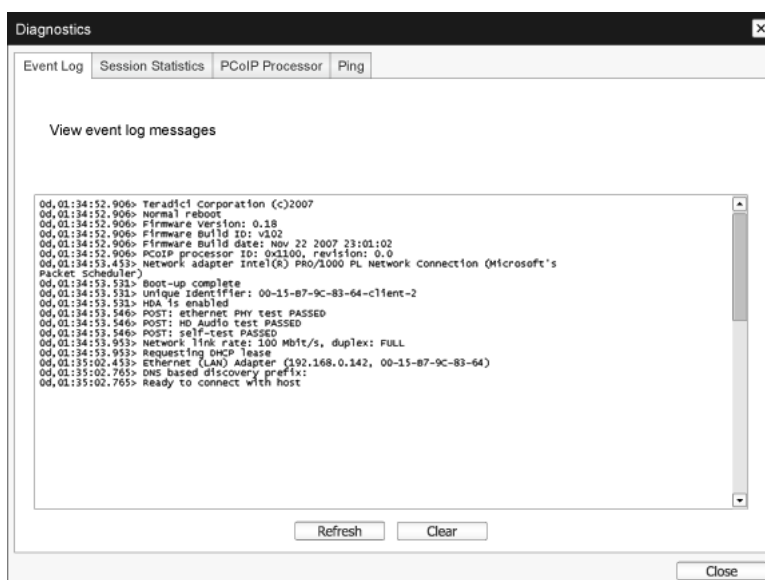 Diagnostics
Event Log
Session Statistics
PCoIP Processor
Ping
View event log messages
0d,01:34:52.906> Teradici Corporation (c)2007
0d,01:34:52.906> Normal reboot
0d,01:34:52.906> Firmware Version: 0.18
0d,01:34:52.906> Firmware Build ID: v102
0d,01:34:52.906> Firmware Build date: Nov 22 2007 23:01:02
0d,01:34:52.906> PCoIP processor ID: 0x1100, revision: 0.0
0d,01:34:53.453> Network adapter Intel(R) PRO/1000 PL Network Connection (Microsoft's
Packet Scheduler)
0d,01:34:53.531> Boot-up complete
0d,01:34:53.531> Unique Identifier: 00-15-B7-9C-83-64-client-2
0d,01:34:53.531> HDA is enabled
0d,01:34:53.546> POST: ethernet PHY test PASSED
0d,01:34:53.546> POST: HD Audio test PASSED
0d,01:34:53.546> POST: self-test PASSED
0d,01:34:53.953> Network link rate: 100 Mbit/s, duplex: FULL
0d,01:34:53.953> Requesting DHCP lease
0d,01:35:02.453> Ethernet (LAN) Adapter (192.168.0.142, 00-15-B7-9C-83-64)
0d,01:35:02.765> DNS based discovery prefix:
0d,01:35:02.765> Ready to connect with host
Refresh
Clear
Close